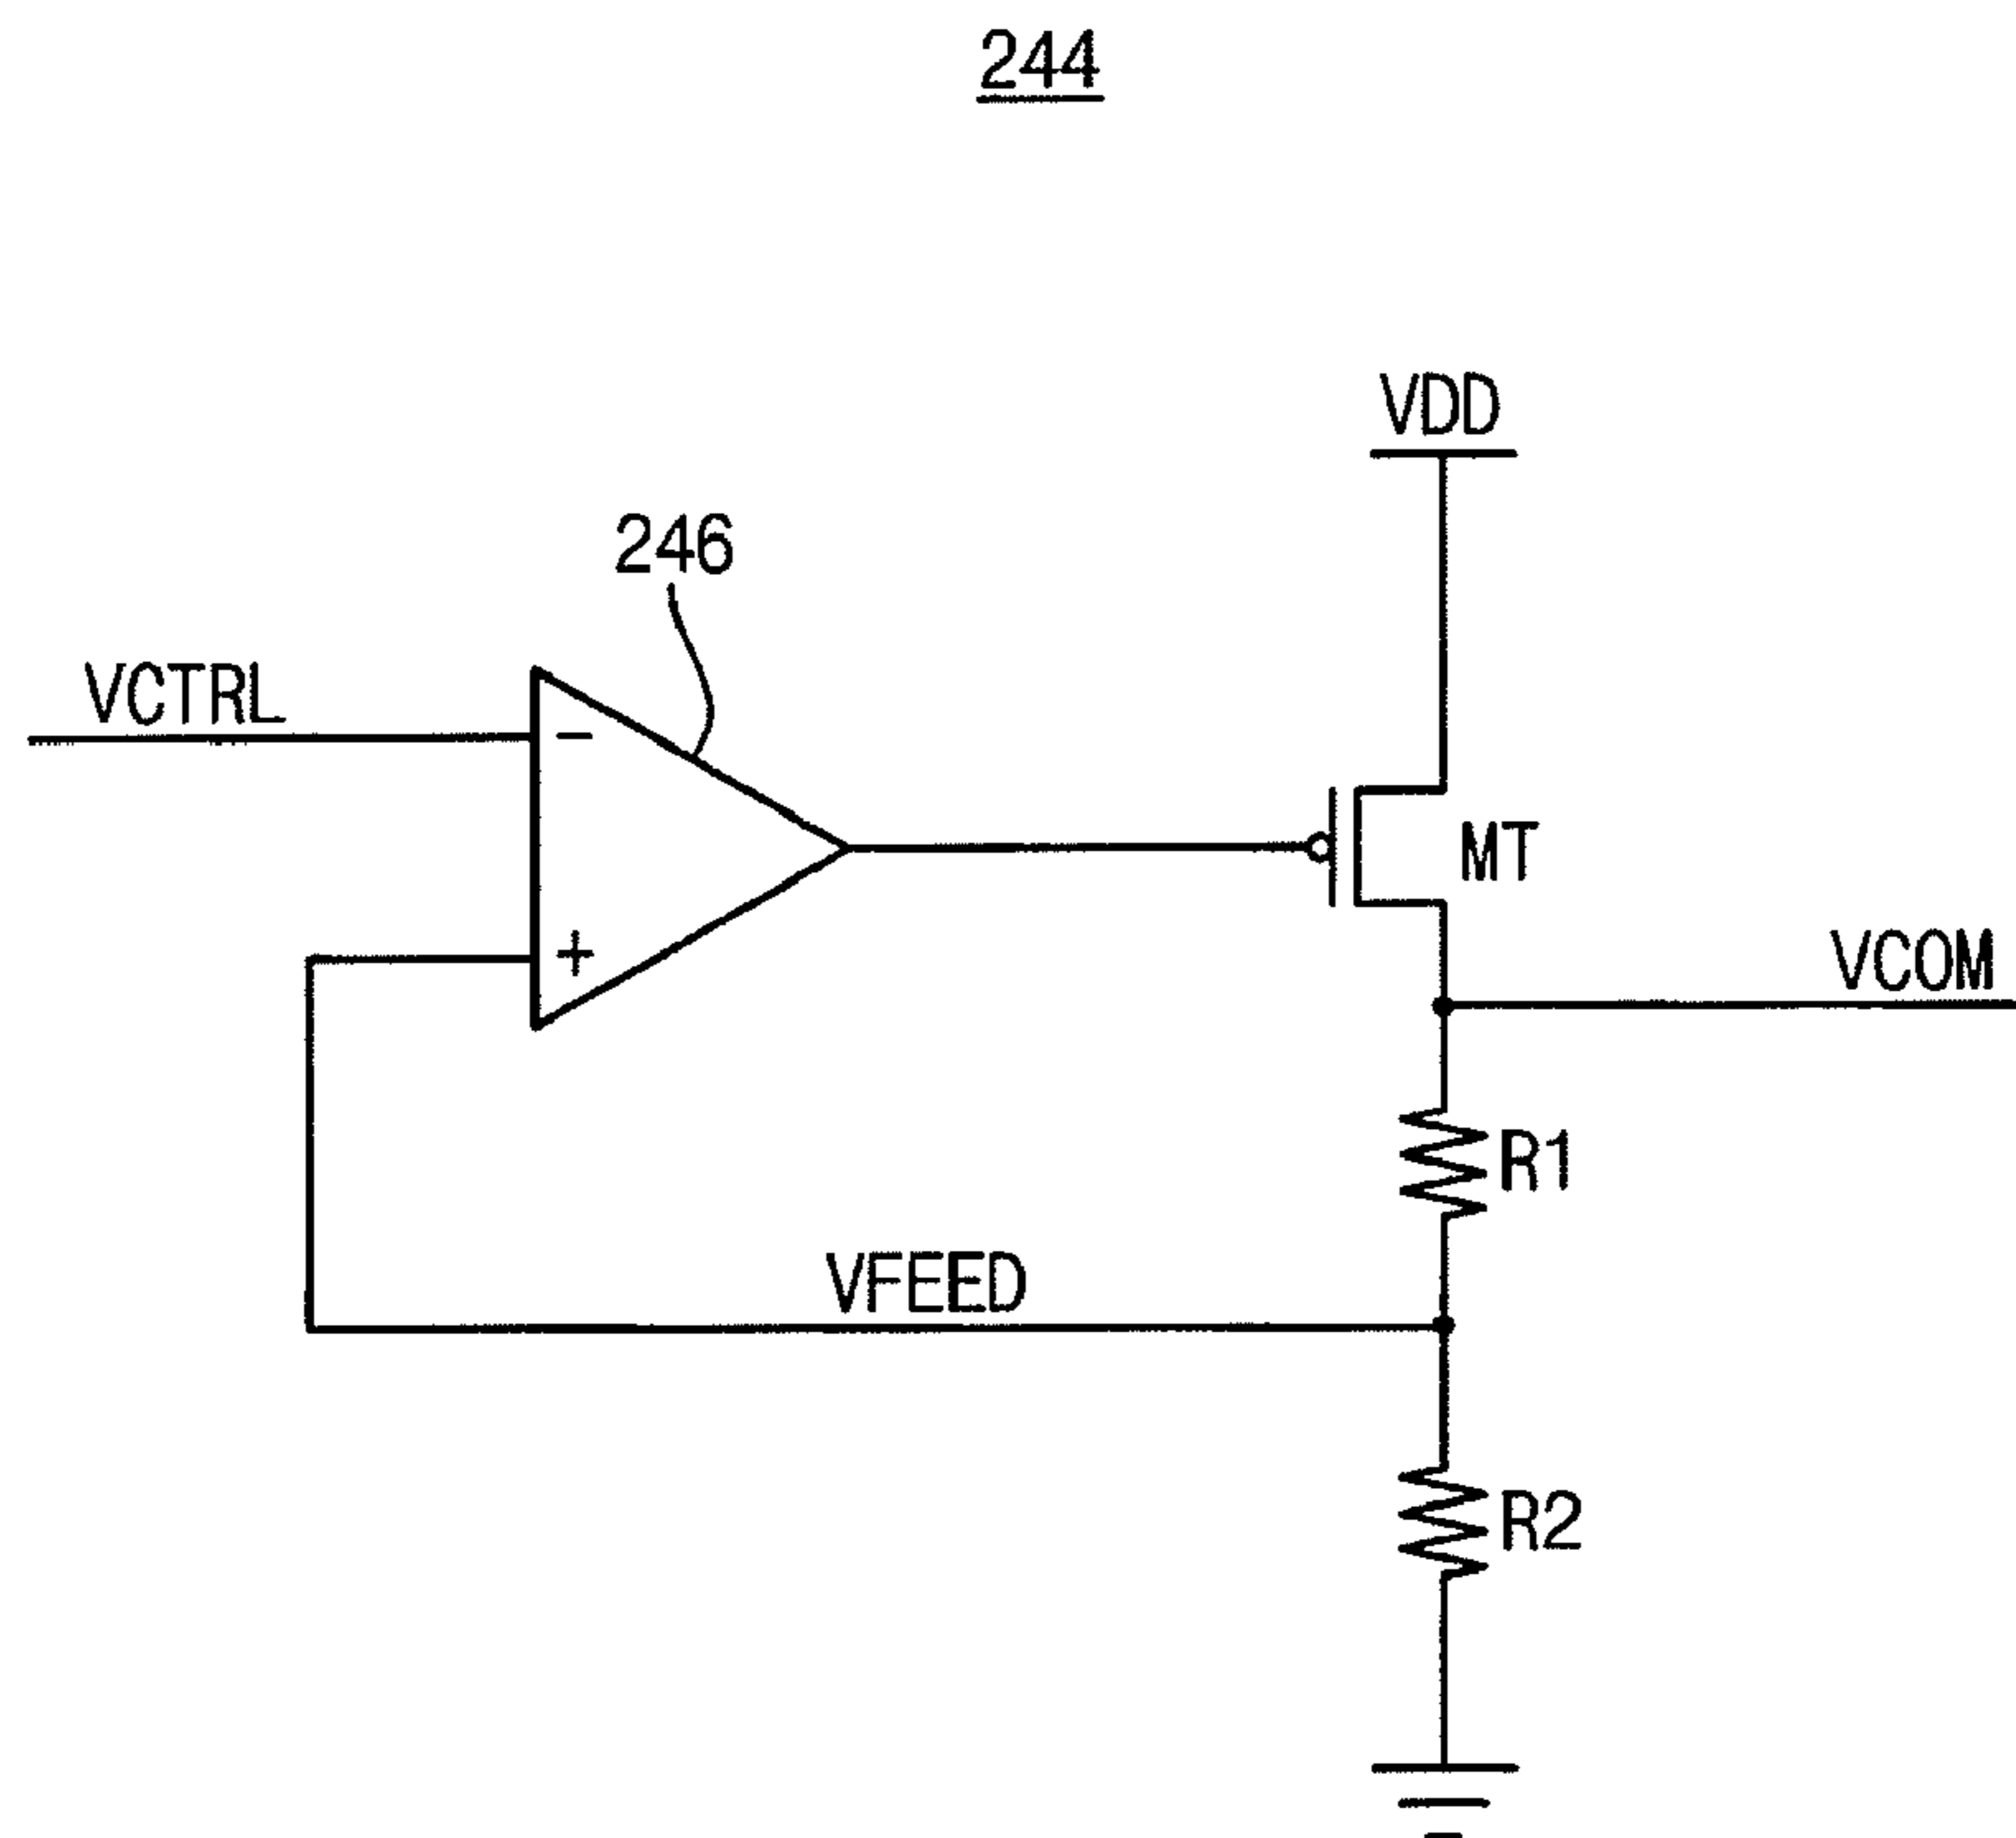 244
VDD
246
VCTRL
−
MT
+
VCOM
R1
VFEED
R2